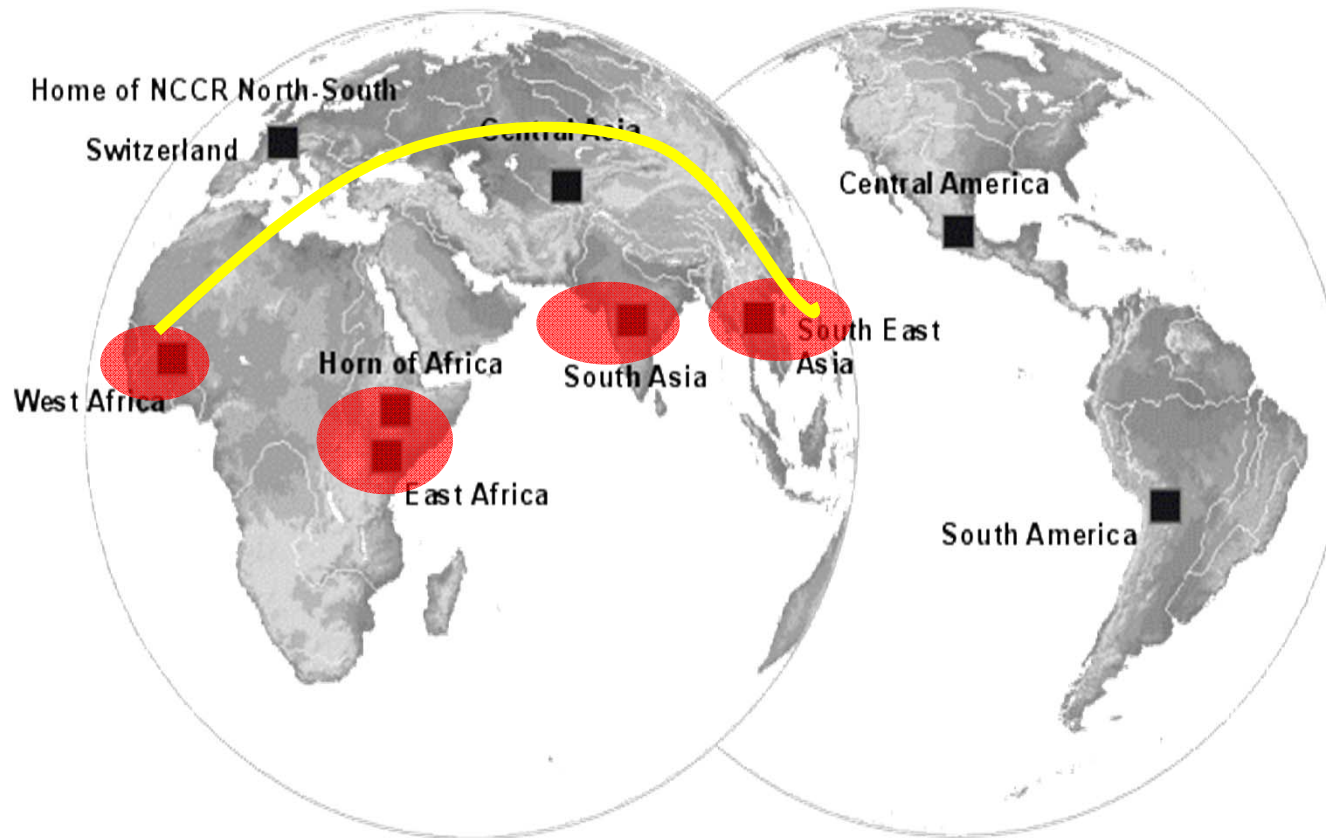 Home of NCCR North-South
Switzerland
Central Asia
Central America
Horn of Africa
South Asia
South East
Asia
West Africa
East Africa
South America